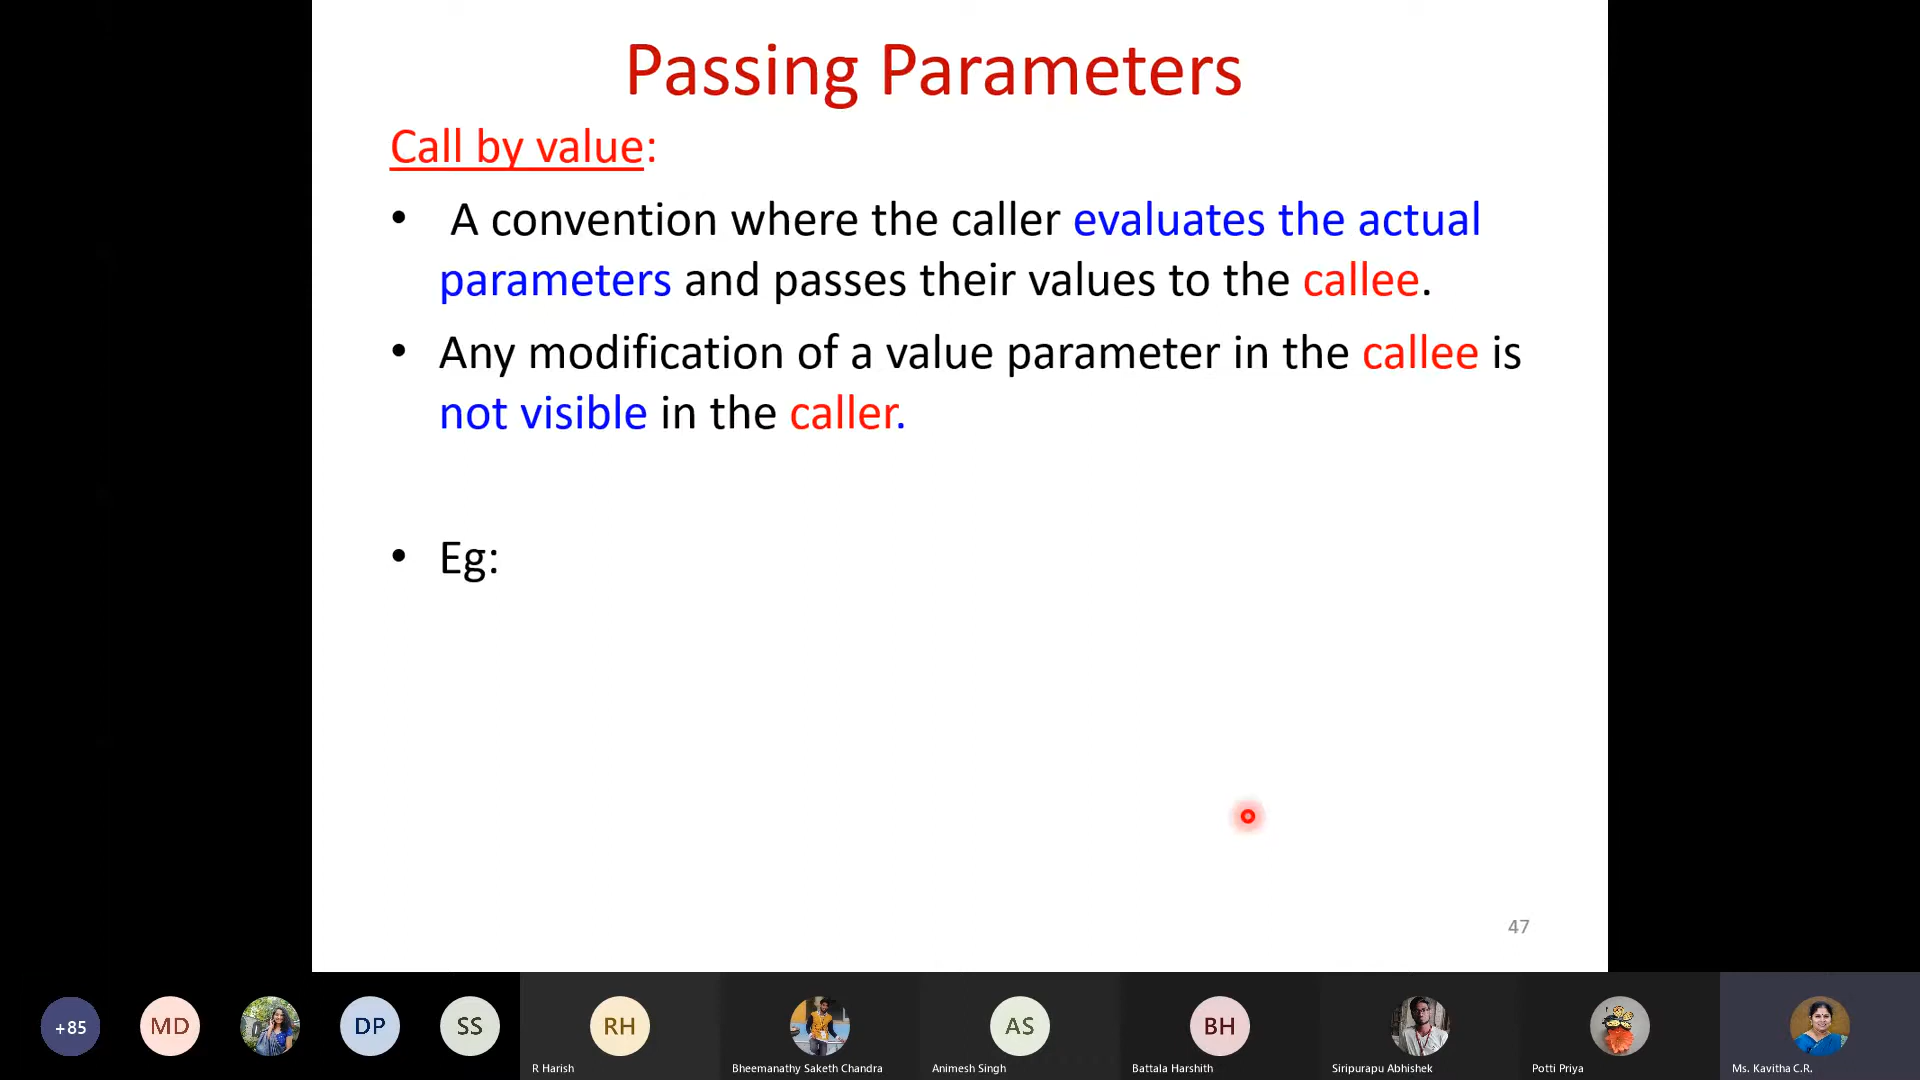 Passing Parameters
Call by value:
• A convention where the caller evaluates the actual
parameters and passes their values to the callee.
• Any modification of a value parameter in the callee is
not visible in the caller.
• Eg:
47
+85
MD
DP
SS
RH
AS
BH
R Harish
Bheemanathy Saketh Chandra
Animesh Singh
Battala Harshith
Siripurapu Abhishek
Potti Priya
Ms. Kavitha C.R.